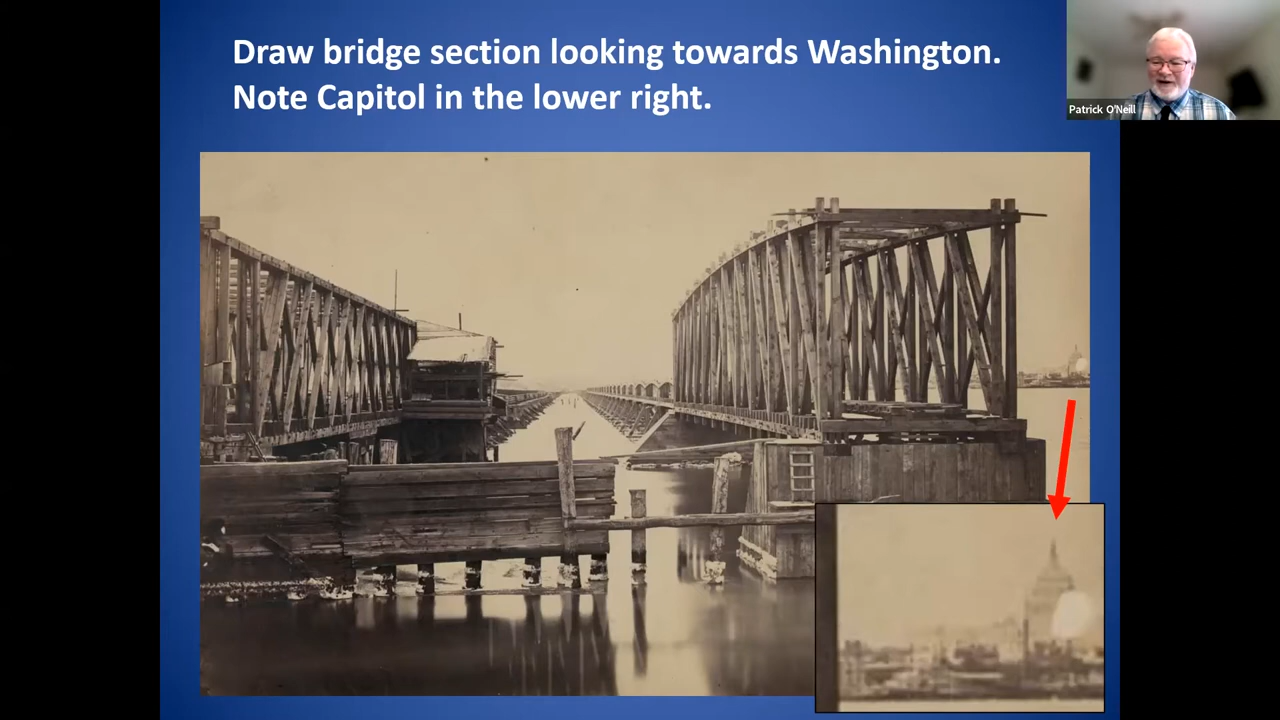 Draw bridge section looking towards Washington.
Note Capitol in the lower right.
Patrick O'Neill